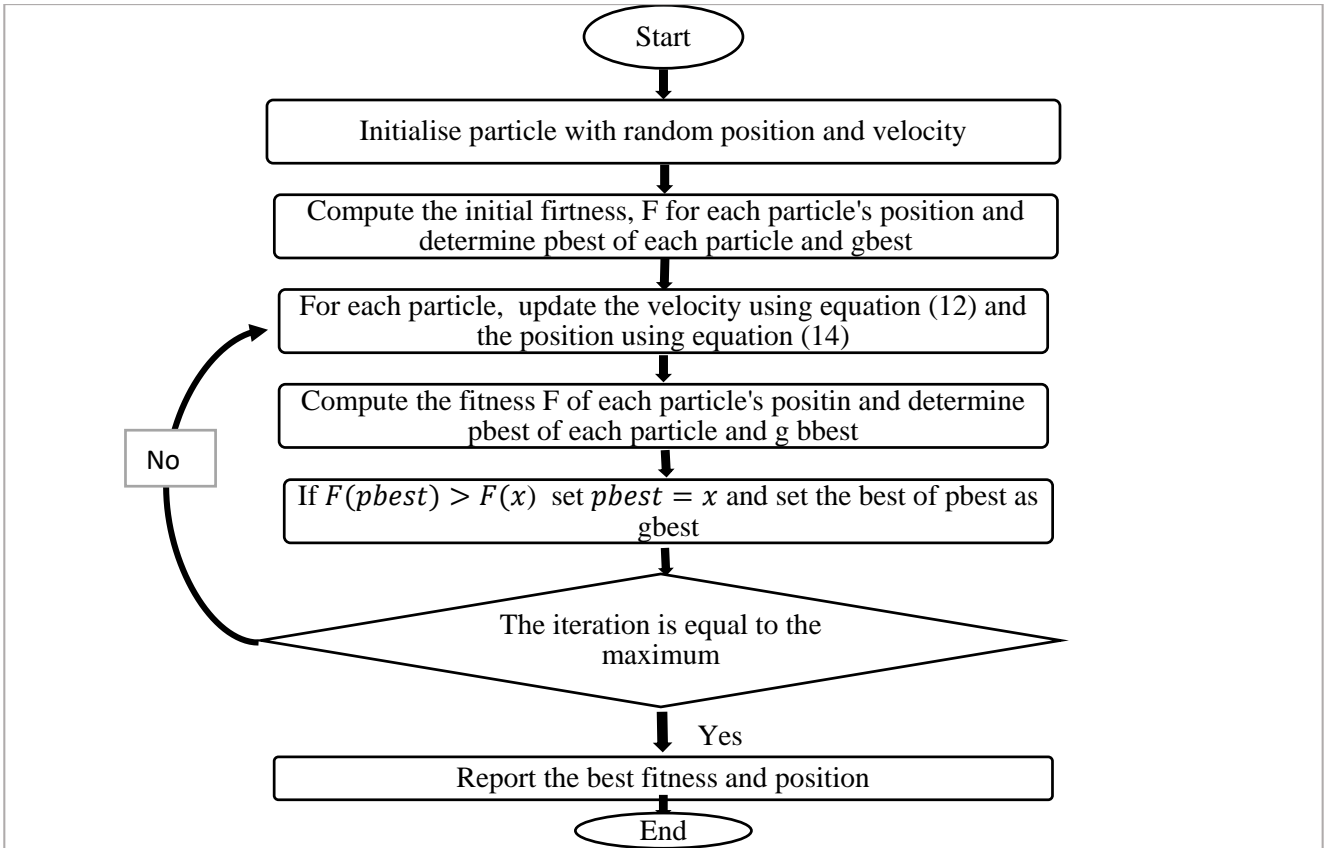 Start
Initialise particle with random position and velocity
Compute the initial firtness, F for each particle's position and
determine pbest of each particle and gbest
For each particle,  update the velocity using equation (12) and
the position using equation (14)
Compute the fitness F of each particle's positin and determine
pbest of each particle and g bbest
No
If F(pbest) > F(x)  set pbest = x and set the best of pbest as
gbest
The iteration is equal to the
maximum
Yes
Report the best fitness and position
End